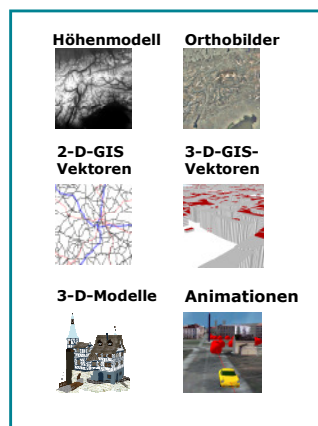 Höhenmodell
Orthobilder
2-D-GIS
Vektoren
3-D-GIS-
Vektoren
3-D-Modelle
Animationen